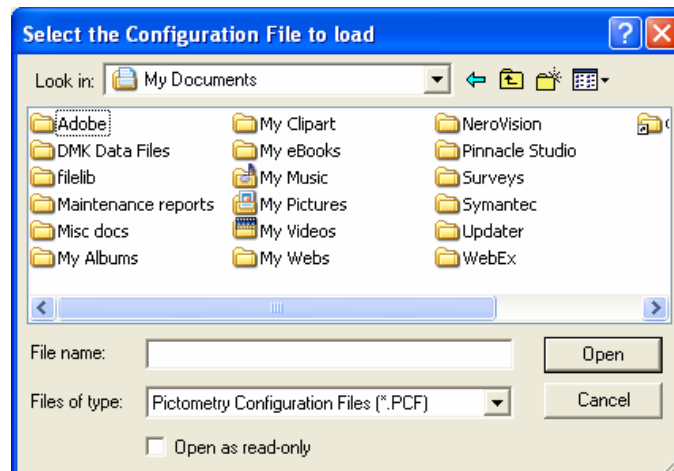 Select the Configuration File to load
Look in: My Documents
Adobe
DMK Data Files
filelib
Maintenance reports
Misc docs
My Albums
My Clipart
My eBooks
My Music
My Pictures
My Videos
My Webs
NeroVision
Pinnacle Studio
Surveys
Symantec
Updater
WebEx
File name:
Open
Files of type: Pictometry Configuration Files (*.PCF)
Cancel
Open as read-only